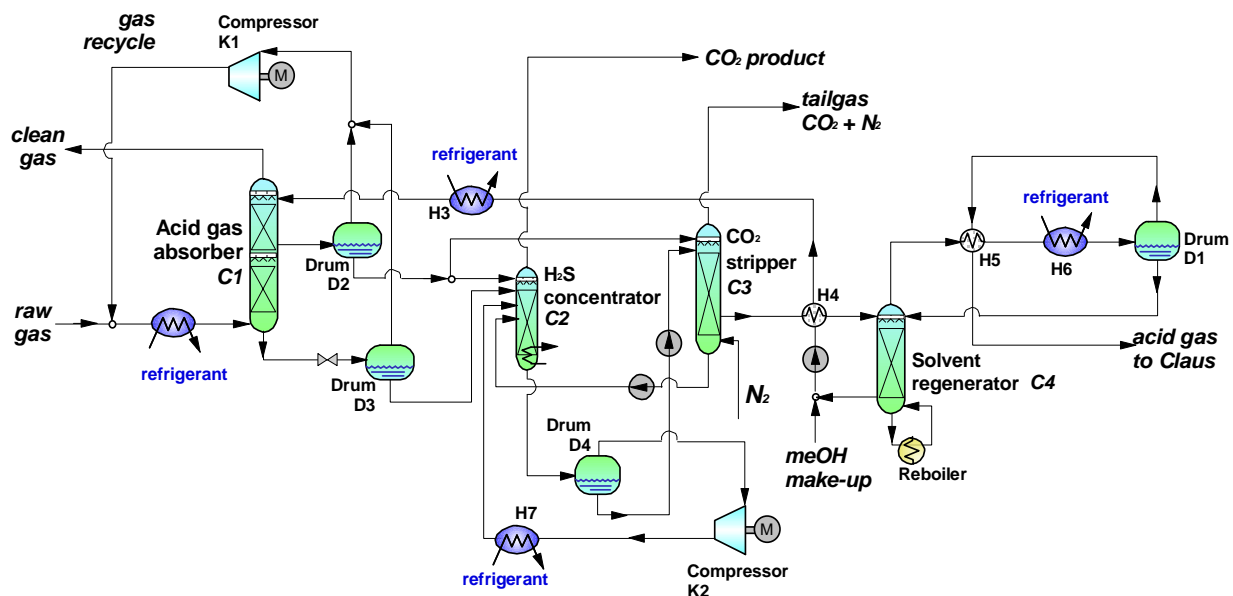 gas
recycle
Compressor
K1
M
CO₂ product
tailgas
CO₂ + N₂
clean
gas
refrigerant
H3
refrigerant
Acid gas
absorber
C1
Drum
D2
H₂S
concentrator
C2
CO₂
stripper
C3
H4
H5
H6
Drum
D1
raw
gas
refrigerant
Drum
D3
Solvent
regenerator C4
acid gas
to Claus
N₂
Drum
D4
meOH
make-up
Reboiler
H7
refrigerant
M
Compressor
K2